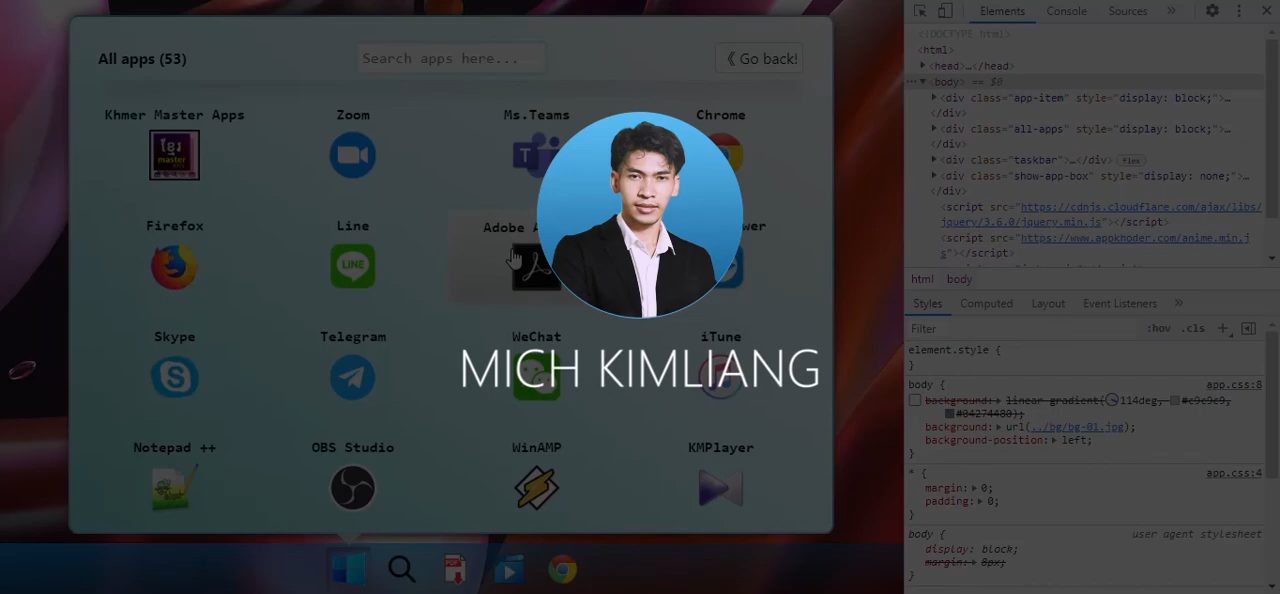 All apps (53)
Search apps here...
《 Go back!
Khmer Master Apps
Zoom
Ms.Teams
Chrome
ខ្មែរ
master
Firefox
Line
Adobe A
wer
LINE
Skype
Telegram
WeChat
iTune
MICH KIMLIANG
Notepad ++
OBS Studio
WinAMP
KMPlayer
PDF
Elements
Console
Sources
<!DOCTYPE html>
<html>
<head>…</head>
<body> == $0
<div class="app-item" style="display: block;">…
</div>
<div class="all-apps" style="display: block;">…
</div>
<div class="taskbar">…</div> flex
<div class="show-app-box" style="display: none;">…
</div>
<script src="https://cdnjs.cloudflare.com/ajax/libs/
jquery/3.6.0/jquery.min.js"></script>
<script src="https://www.appkhoder.com/anime.min.j
s"></script>
html
body
Styles
Computed
Layout
Event Listeners
Filter
:hov .cls
element.style {
}
body {
app.css:8
background: linear-gradient(114deg, #c9c9c9,
#04274480);
background: url(../bg/bg-01.jpg);
background-position: left;
}
* {
app.css:4
margin: 0;
padding: 0;
}
body {
user agent stylesheet
display: block;
margin: 8px;
}